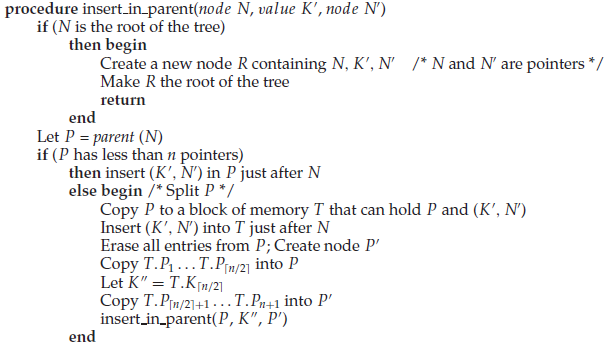 procedure insert_in_parent(node N, value K′, node N′)
if (N is the root of the tree)
then begin
Create a new node R containing N, K′, N′ /* N and N′ are pointers */
Make R the root of the tree
return
end
Let P = parent (N)
if (P has less than n pointers)
then insert (K′, N′) in P just after N
else begin /* Split P */
Copy P to a block of memory T that can hold P and (K′, N′)
Insert (K′, N′) into T just after N
Erase all entries from P; Create node P′
Copy T.P₁ … T.P⌈n/2⌉ into P
Let K″ = T.K⌈n/2⌉
Copy T.P⌈n/2⌉+1 … T.Pn+1 into P′
insert_in_parent(P, K″, P′)
end